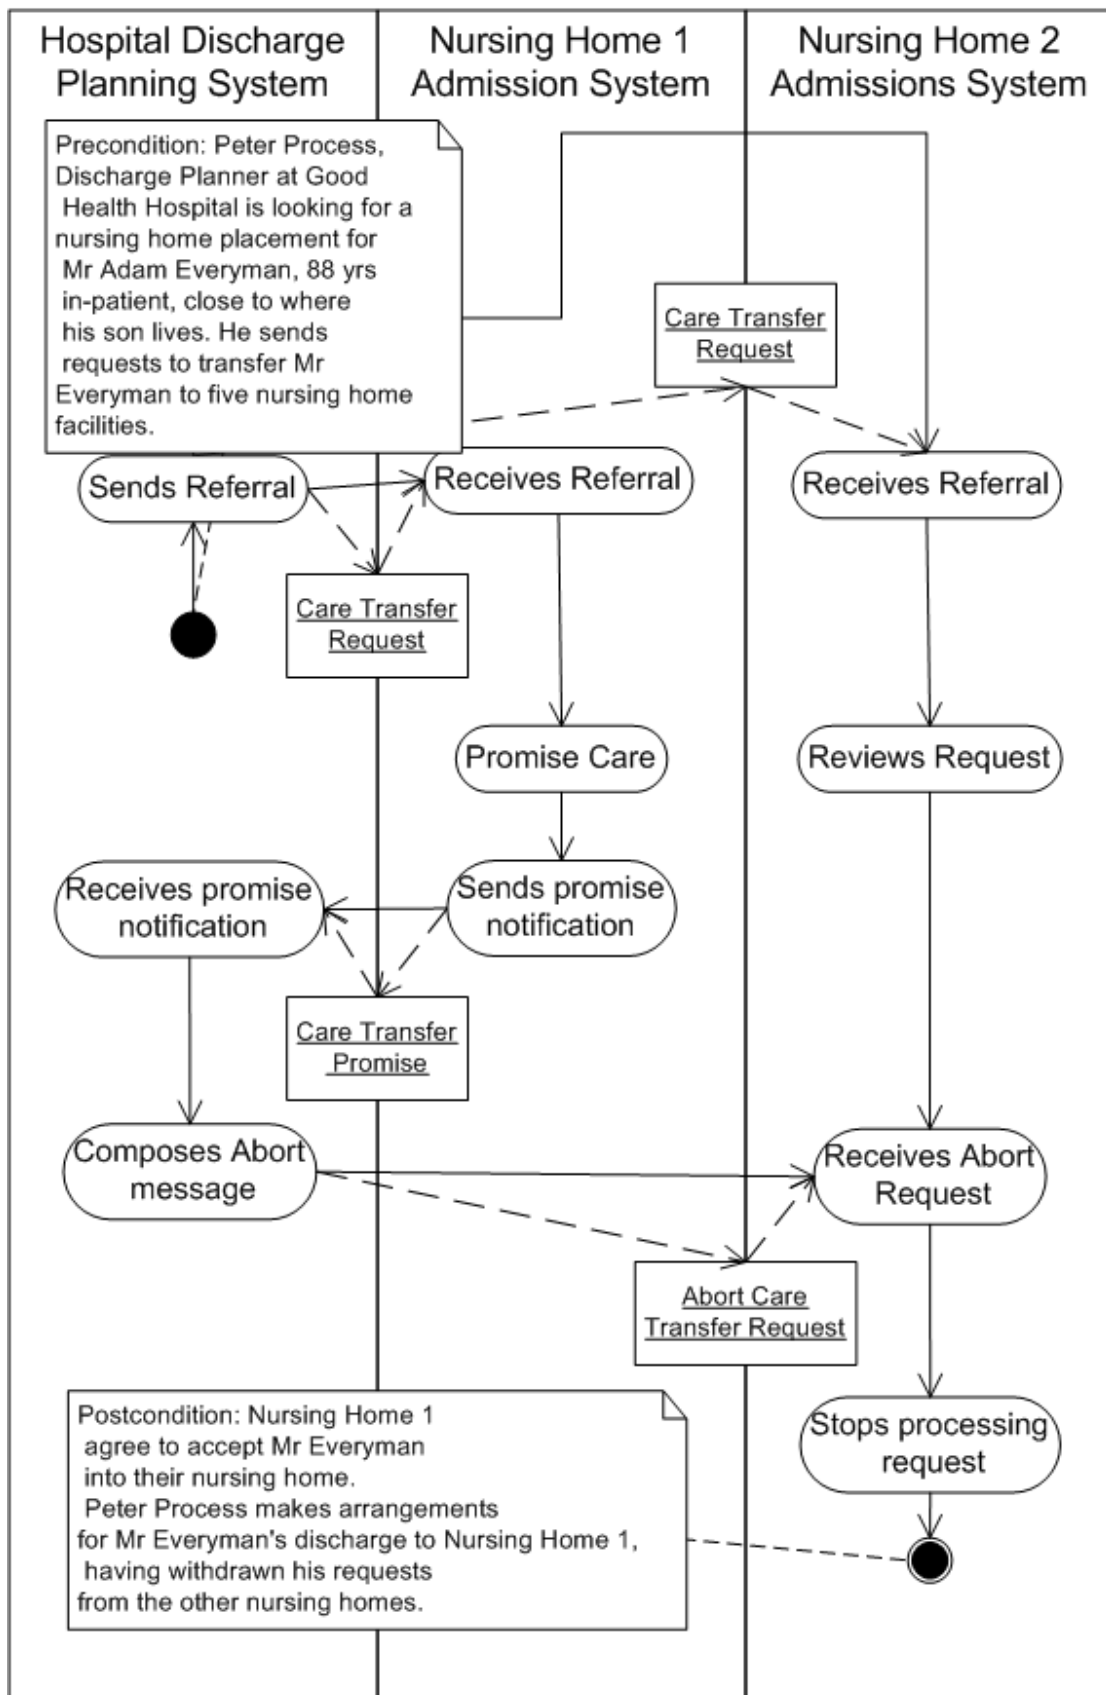 Hospital Discharge
Planning System
Nursing Home 1
Admission System
Nursing Home 2
Admissions System
Precondition: Peter Process,
Discharge Planner at Good
Health Hospital is looking for a
nursing home placement for
Mr Adam Everyman, 88 yrs
in-patient, close to where
his son lives. He sends
requests to transfer Mr
Everyman to five nursing home
facilities.
Care Transfer
Request
Sends Referral
Receives Referral
Receives Referral
Care Transfer
Request
Promise Care
Reviews Request
Receives promise
notification
Sends promise
notification
Care Transfer
Promise
Composes Abort
message
Receives Abort
Request
Abort Care
Transfer Request
Postcondition: Nursing Home 1
agree to accept Mr Everyman
into their nursing home.
Peter Process makes arrangements
for Mr Everyman's discharge to Nursing Home 1,
having withdrawn his requests
from the other nursing homes.
Stops processing
request